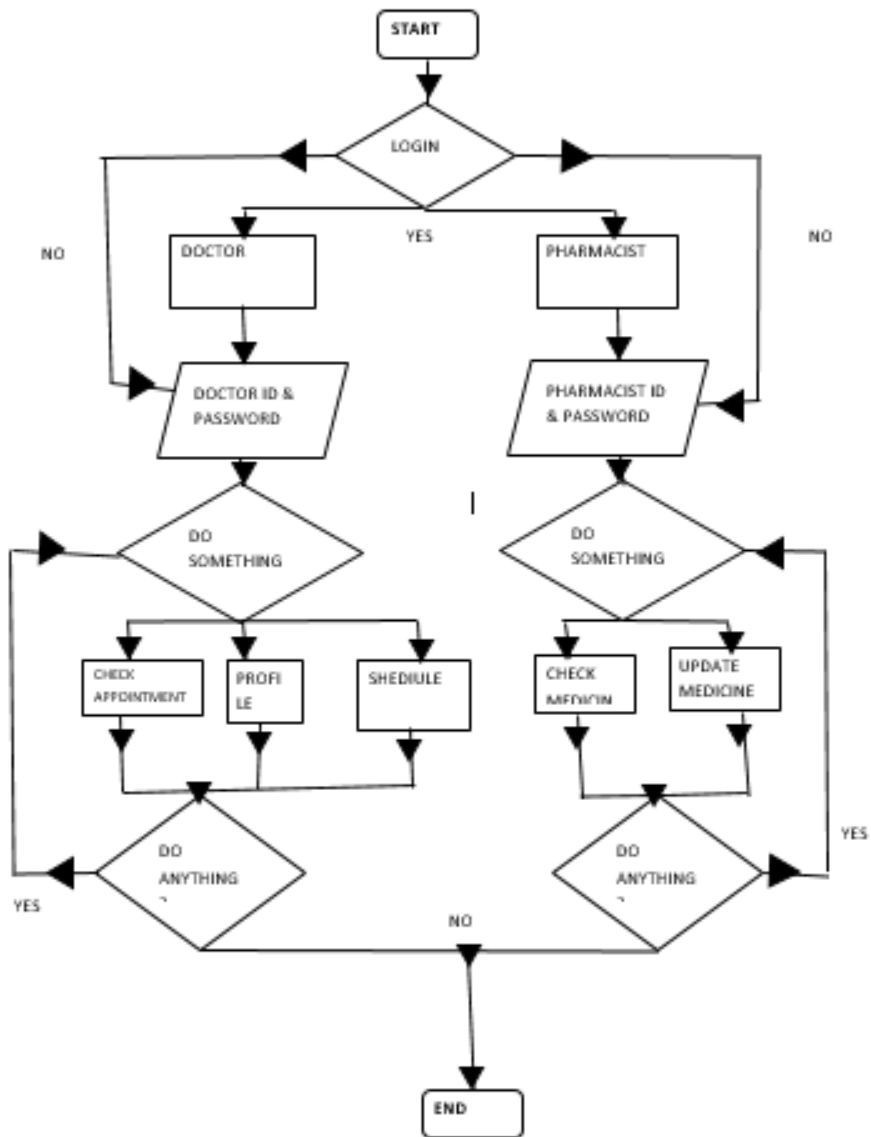 START
LOGIN
NO
DOCTOR
YES
PHARMACIST
NO
DOCTOR ID &
PASSWORD
PHARMACIST ID
& PASSWORD
DO
SOMETHING
DO
SOMETHING
CHECK
APPOINTMENT
PROFI
LE
SHEDIULE
CHECK
MEDICIN
UPDATE
MEDICINE
DO
ANYTHING
?
DO
ANYTHING
?
YES
YES
NO
END